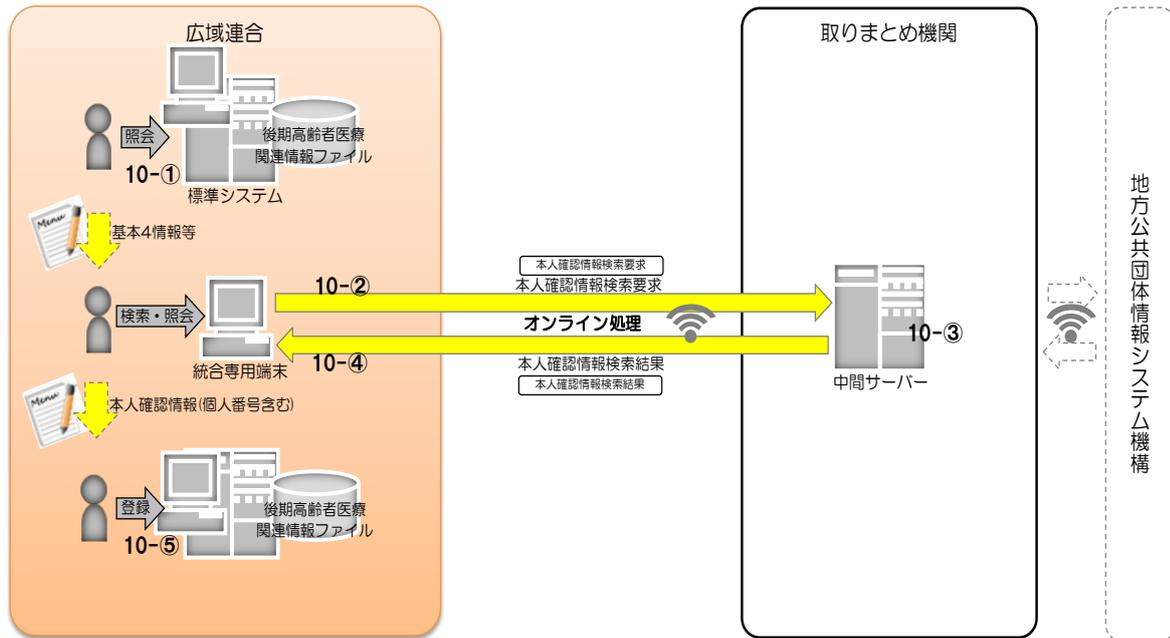 広域連合
照会
10-①
後期高齢者医療
関連情報ファイル
標準システム
Menu
基本4情報等
検索・照会
統合専用端末
10-②
本人確認情報検索要求
本人確認情報検索要求
オンライン処理
10-④
本人確認情報検索結果
本人確認情報検索結果
Menu
本人確認情報(個人番号含む)
登録
10-⑤
後期高齢者医療
関連情報ファイル
取りまとめ機関
10-③
中間サーバー
地方公共団体情報システム機構